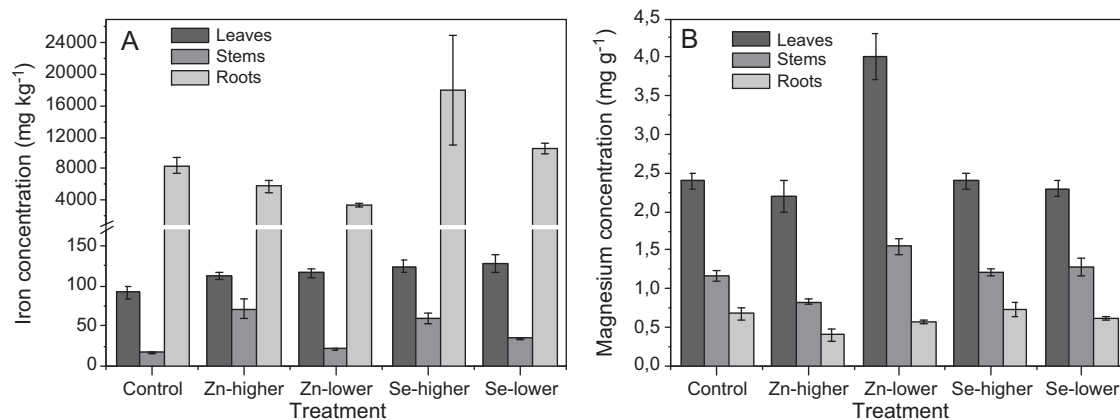 A
Leaves
Stems
Roots
Iron concentration (mg kg⁻¹)
24000
20000
16000
12000
8000
4000
150
100
50
0
Control Zn-higher Zn-lower Se-higher Se-lower
Treatment
B
Leaves
Stems
Roots
Magnesium concentration (mg g⁻¹)
4,5
4,0
3,5
3,0
2,5
2,0
1,5
1,0
0,5
0,0
Control Zn-higher Zn-lower Se-higher Se-lower
Treatment